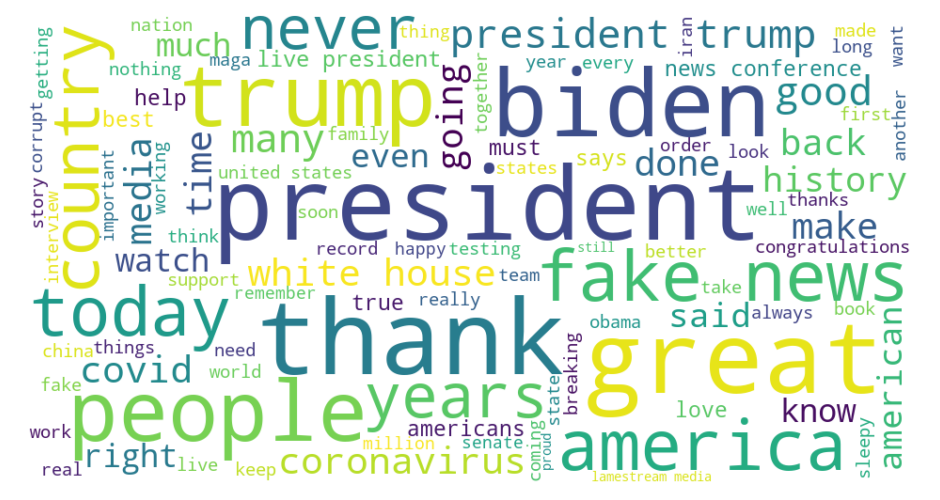 nation
never
thing
president trump
iran
made
long
want
country
getting
much
maga
live president
year
every
news conference
nothing
help
trump
going
together
biden
good
first
another
corrupt
best
many
family
even
must
states
says
order
look
done
back
story
important
media
working
time
united states
president
history
well
thanks
interview
think
soon
make
watch
record
happy
testing
still
better
congratulations
support
white house
team
fake news
today
remember
true
really
take
thank
obama
said
always
book
china
things
need
covid
world
breaking
great
american
fake
people
years
state
love
know
work
americans
million
senate
coming
proud
america
sleepy
right
real
live
keep
coronavirus
lamestream media